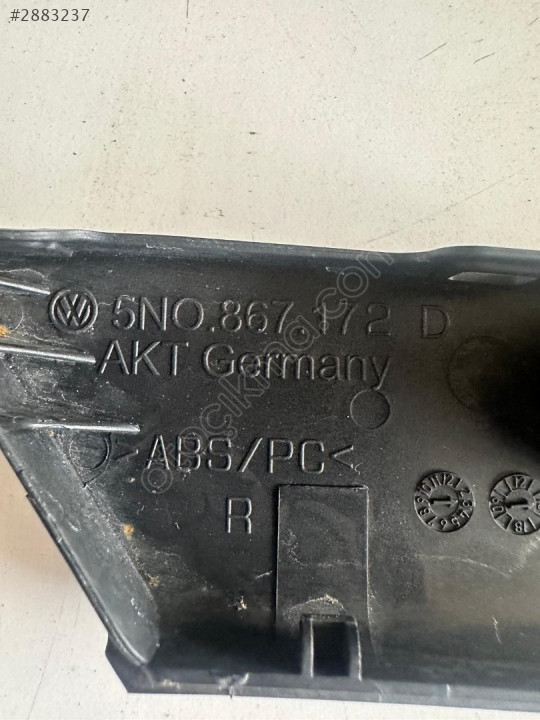 #2883237
5N0.867.172 D
AKT Germany
>ABS/PC<
R